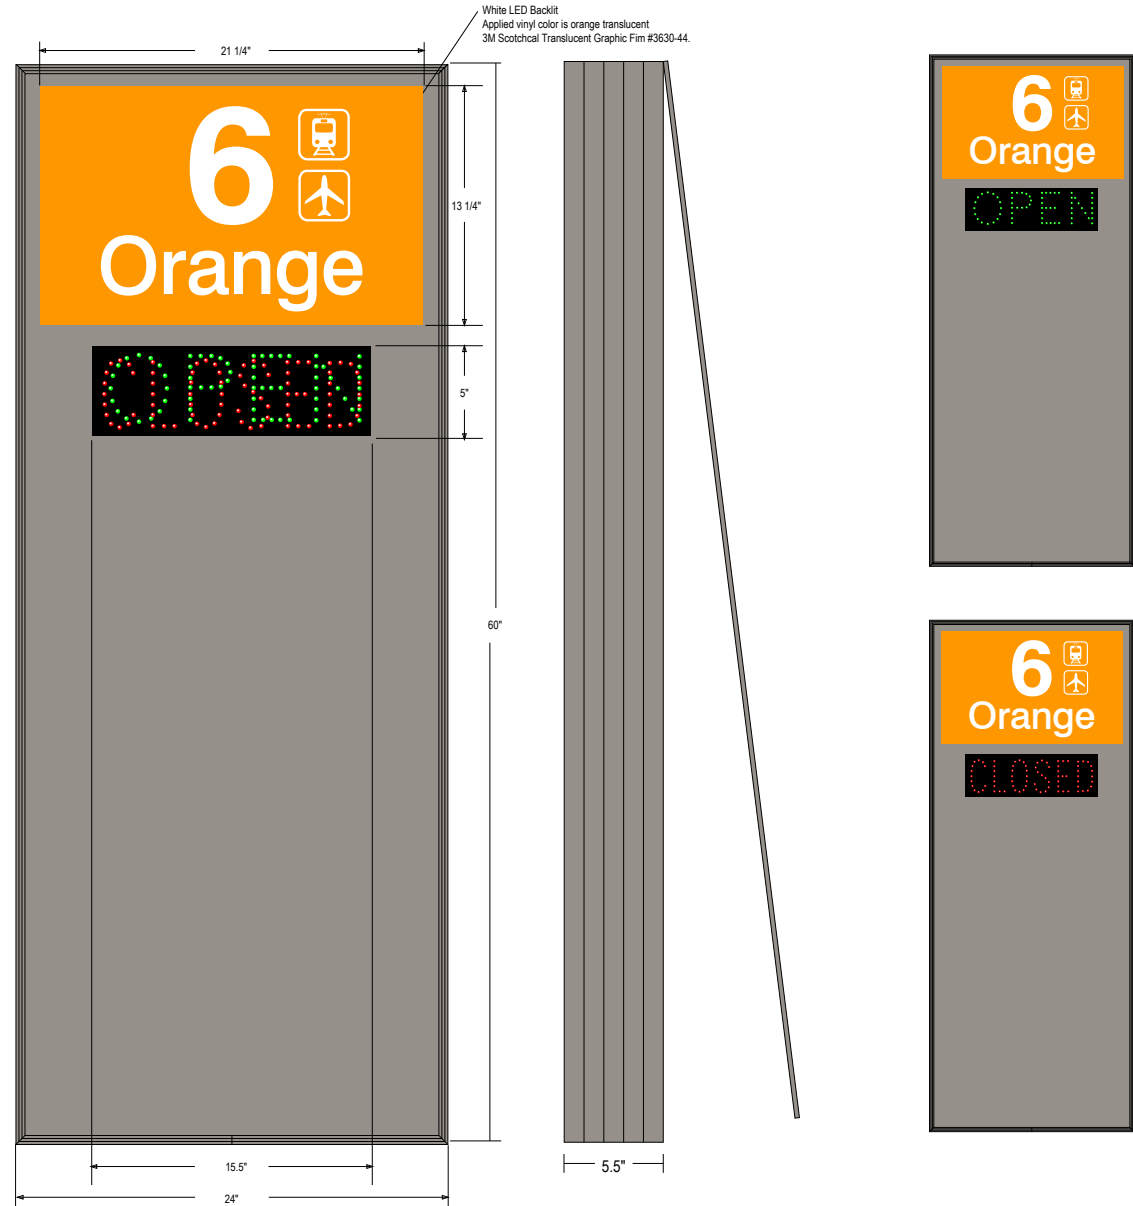 White LED Backlit
Applied vinyl color is orange translucent
3M Scotchcal Translucent Graphic Fim #3630-44.
21 1/4"
6
Orange
13 1/4"
OPEN
CLOSED
5"
60"
15.5"
24"
5.5"
6
Orange
OPEN
6
Orange
CLOSED